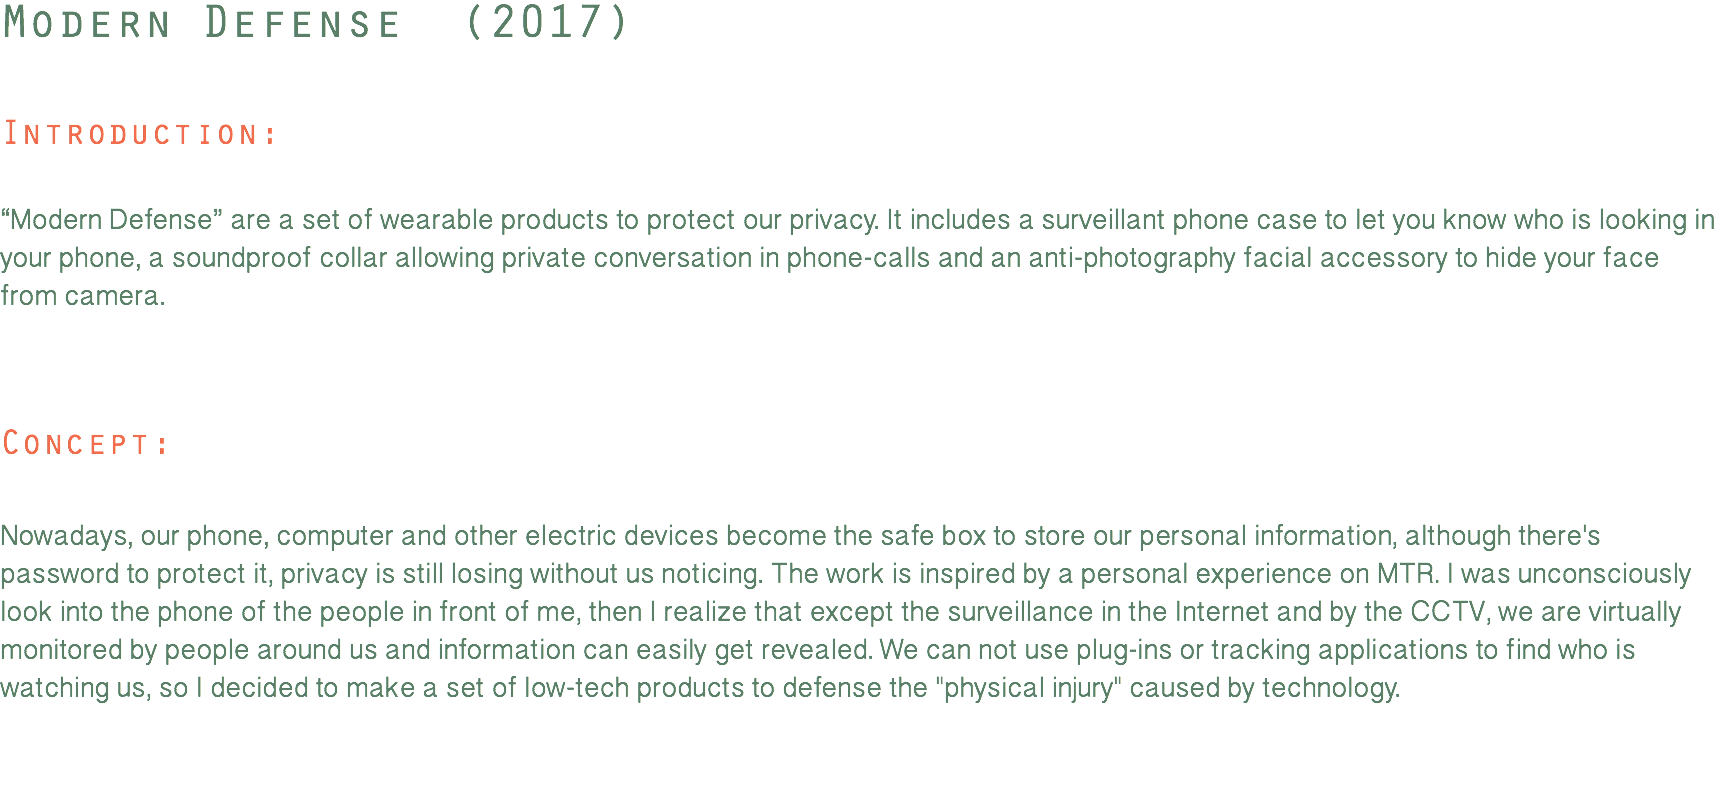 Modern Defense (2017)
Introduction:
“Modern Defense” are a set of wearable products to protect our privacy. It includes a surveillant phone case to let you know who is looking in
your phone, a soundproof collar allowing private conversation in phone-calls and an anti-photography facial accessory to hide your face
from camera.
Concept:
Nowadays, our phone, computer and other electric devices become the safe box to store our personal information, although there's
password to protect it, privacy is still losing without us noticing. The work is inspired by a personal experience on MTR. I was unconsciously
look into the phone of the people in front of me, then I realize that except the surveillance in the Internet and by the CCTV, we are virtually
monitored by people around us and information can easily get revealed. We can not use plug-ins or tracking applications to find who is
watching us, so I decided to make a set of low-tech products to defense the "physical injury" caused by technology.